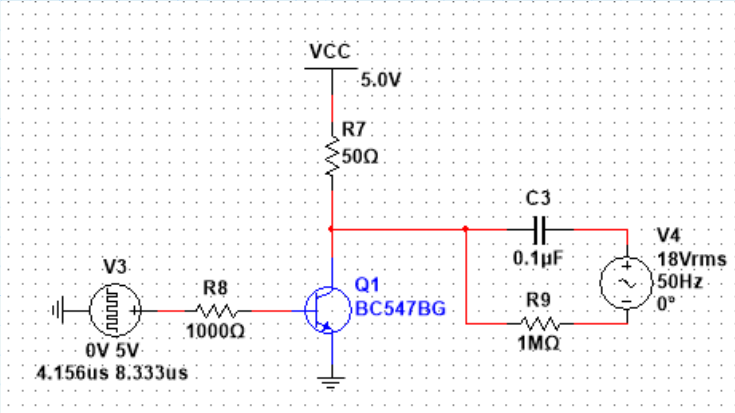 VCC
5.0V
R7
50Ω
C3
0.1µF
V4
18Vrms
50Hz
0°
V3
R8
1000Ω
Q1
BC547BG
R9
1MΩ
0V 5V
4.156us 8.333us